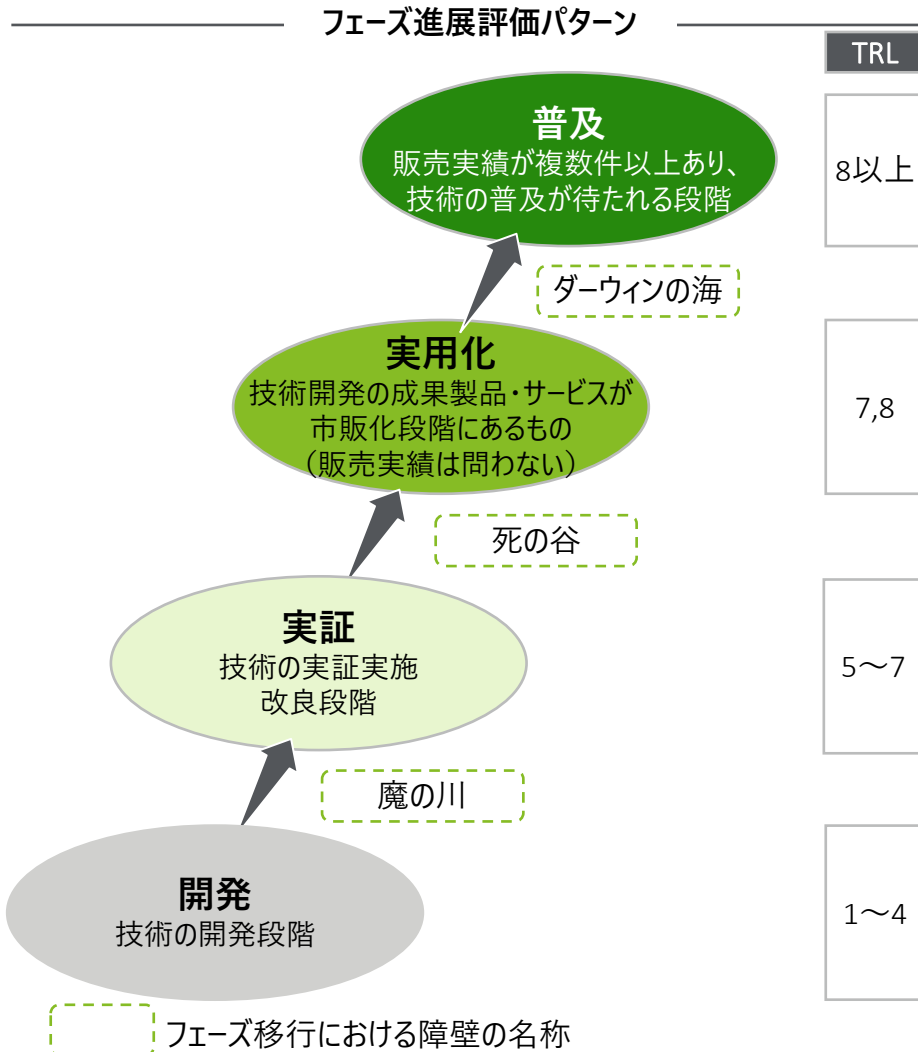 フェーズ進展評価パターン
TRL
普及
販売実績が複数件以上あり、
技術の普及が待たれる段階
8以上
ダーウィンの海
実用化
技術開発の成果製品・サービスが
市販化段階にあるもの
（販売実績は問わない）
7,8
死の谷
実証
技術の実証実施
改良段階
5～7
魔の川
開発
技術の開発段階
1～4
フェーズ移行における障壁の名称